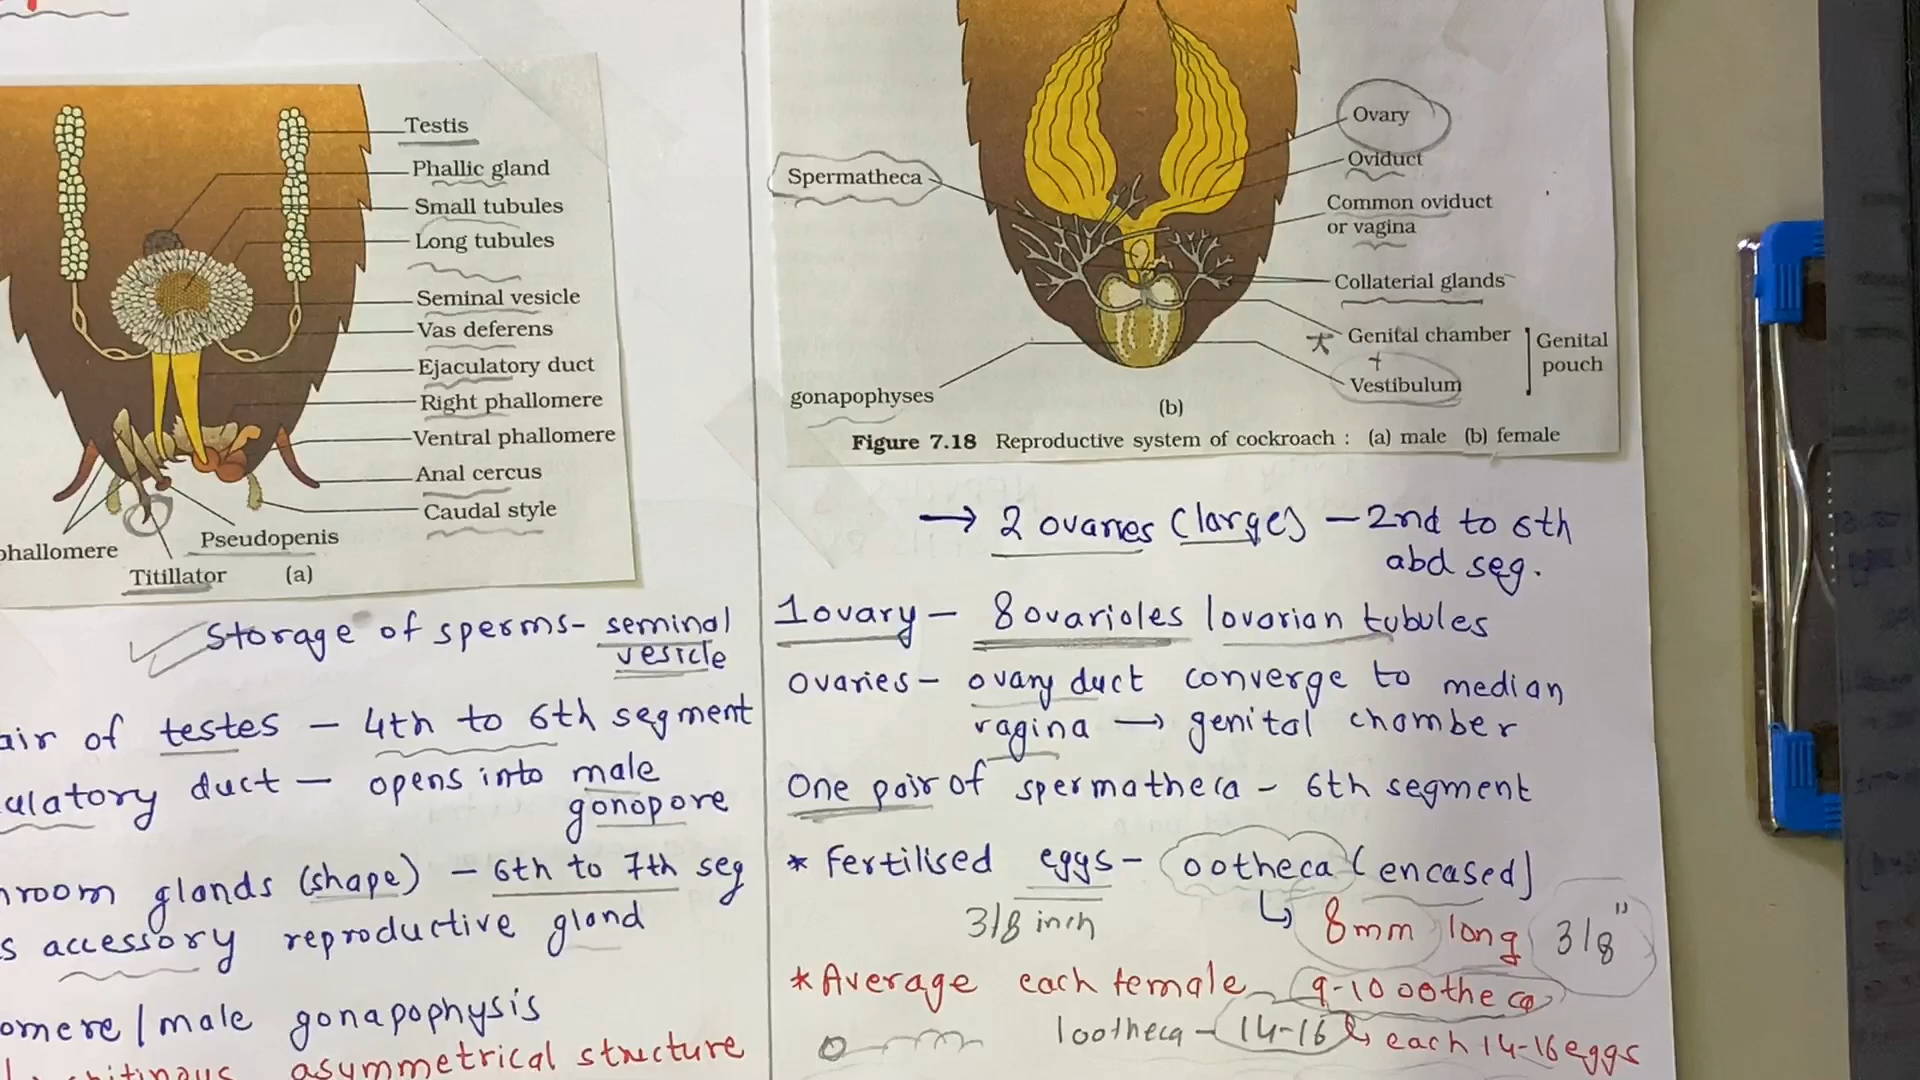 Testis
Phallic gland
Small tubules
Long tubules
Seminal vesicle
Vas deferens
Ejaculatory duct
Right phallomere
Ventral phallomere
Anal cercus
Caudal style
Pseudopenis
phallomere
Titillator
(a)
Storage of sperms- seminal
vesicle
air of testes - 4th to 6th segment
culatory duct - opens into male
gonopore
hroom glands (shape) - 6th to 7th seg
s accessory reproductive gland
omere / male gonapophysis
asymmetrical structure
Ovary
Oviduct
Spermatheca
Common oviduct
or vagina
Collaterial glands
Genital chamber
+
Vestibulum
Genital
pouch
gonapophyses
(b)
Figure 7.18 Reproductive system of cockroach : (a) male (b) female
→ 2 ovaries (large) - 2nd to 6th
abd seg.
1 ovary - 8 ovarioles / ovarian tubules
ovaries - ovary duct converge to median
vagina → genital chamber
One pair of spermatheca - 6th segment
* Fertilised eggs - ootheca (encased)
3/8 inch
↳ 8mm long 3/8"
* Average each female 9-10 ootheca
1 ootheca - 14-16 ↳ each 14-16 eggs